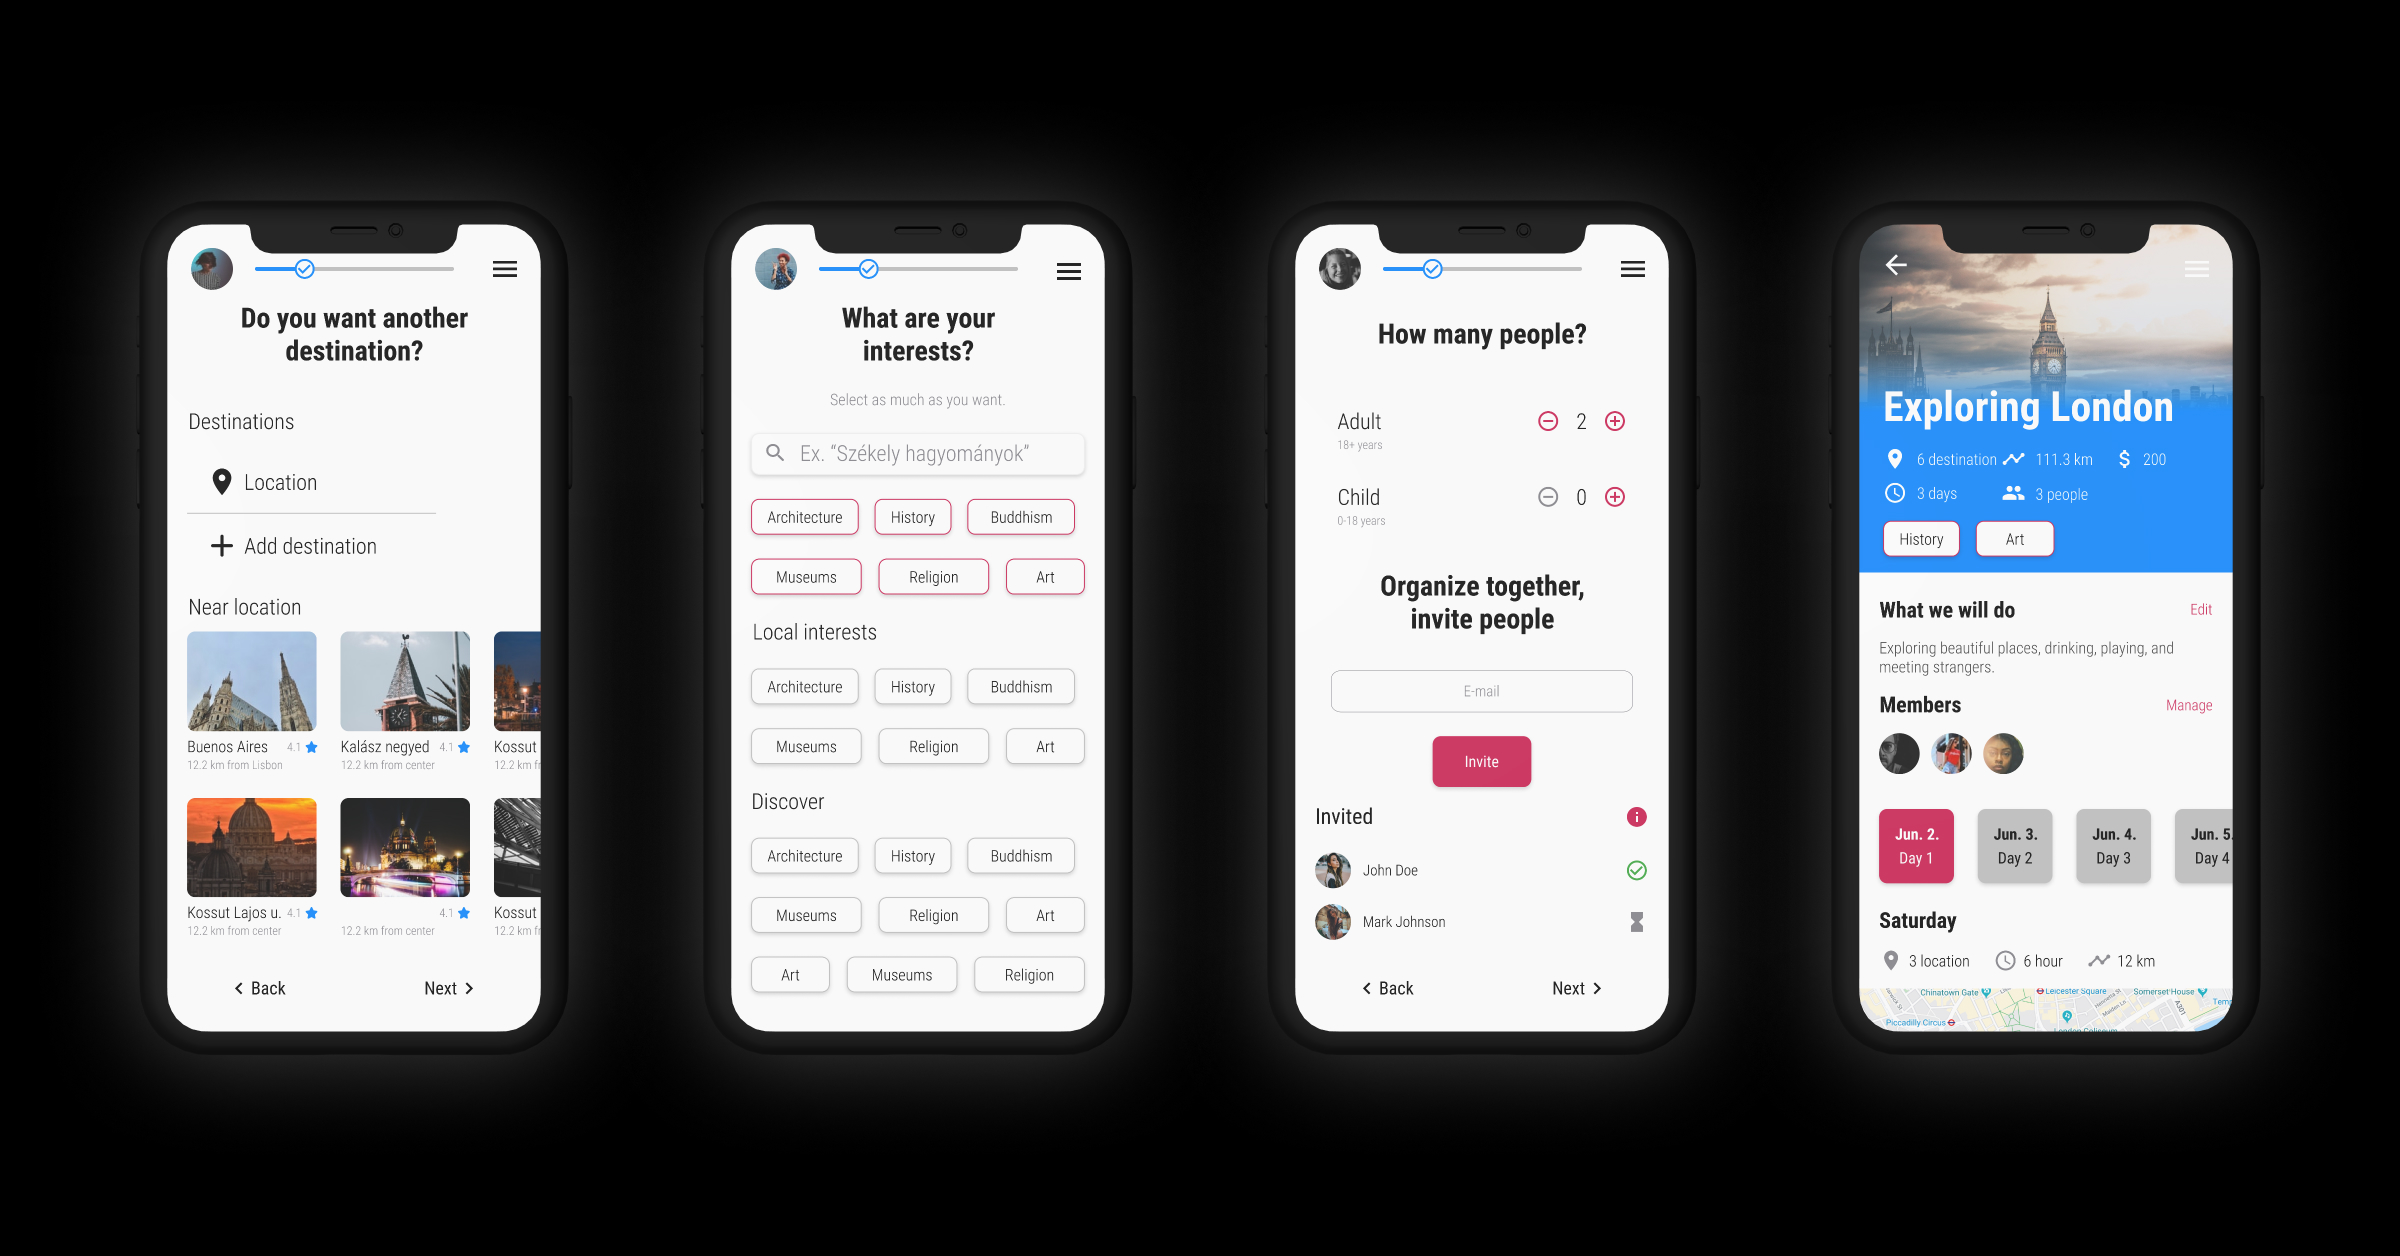 Do you want another
destination?
Destinations
Location
Add destination
Near location
Buenos Aires 4.1
12.2 km from Lisbon
Kalász negyed 4.1
12.2 km from center
Kossut
12.2 km fr
Kossut Lajos u. 4.1
12.2 km from center
4.1
12.2 km from center
Kossut
12.2 km fr
Back
Next
What are your
interests?
Select as much as you want.
Ex. “Székely hagyományok”
Architecture History Buddhism
Museums Religion Art
Local interests
Architecture History Buddhism
Museums Religion Art
Discover
Architecture History Buddhism
Museums Religion Art
Art Museums Religion
How many people?
Adult 2
18+ years
Child 0
0-18 years
Organize together,
invite people
E-mail
Invite
Invited
John Doe
Mark Johnson
Back
Next
Exploring London
6 destination 111.3 km 200
3 days 3 people
History Art
What we will do Edit
Exploring beautiful places, drinking, playing, and
meeting strangers.
Members Manage
Jun. 2. Jun. 3. Jun. 4. Jun. 5.
Day 1 Day 2 Day 3 Day 4
Saturday
3 location 6 hour 12 km
Chinatown Gate Leicester Square Somerset House
Temp
Maiden Ln
A301
Piccadilly Circus
London Coliseum